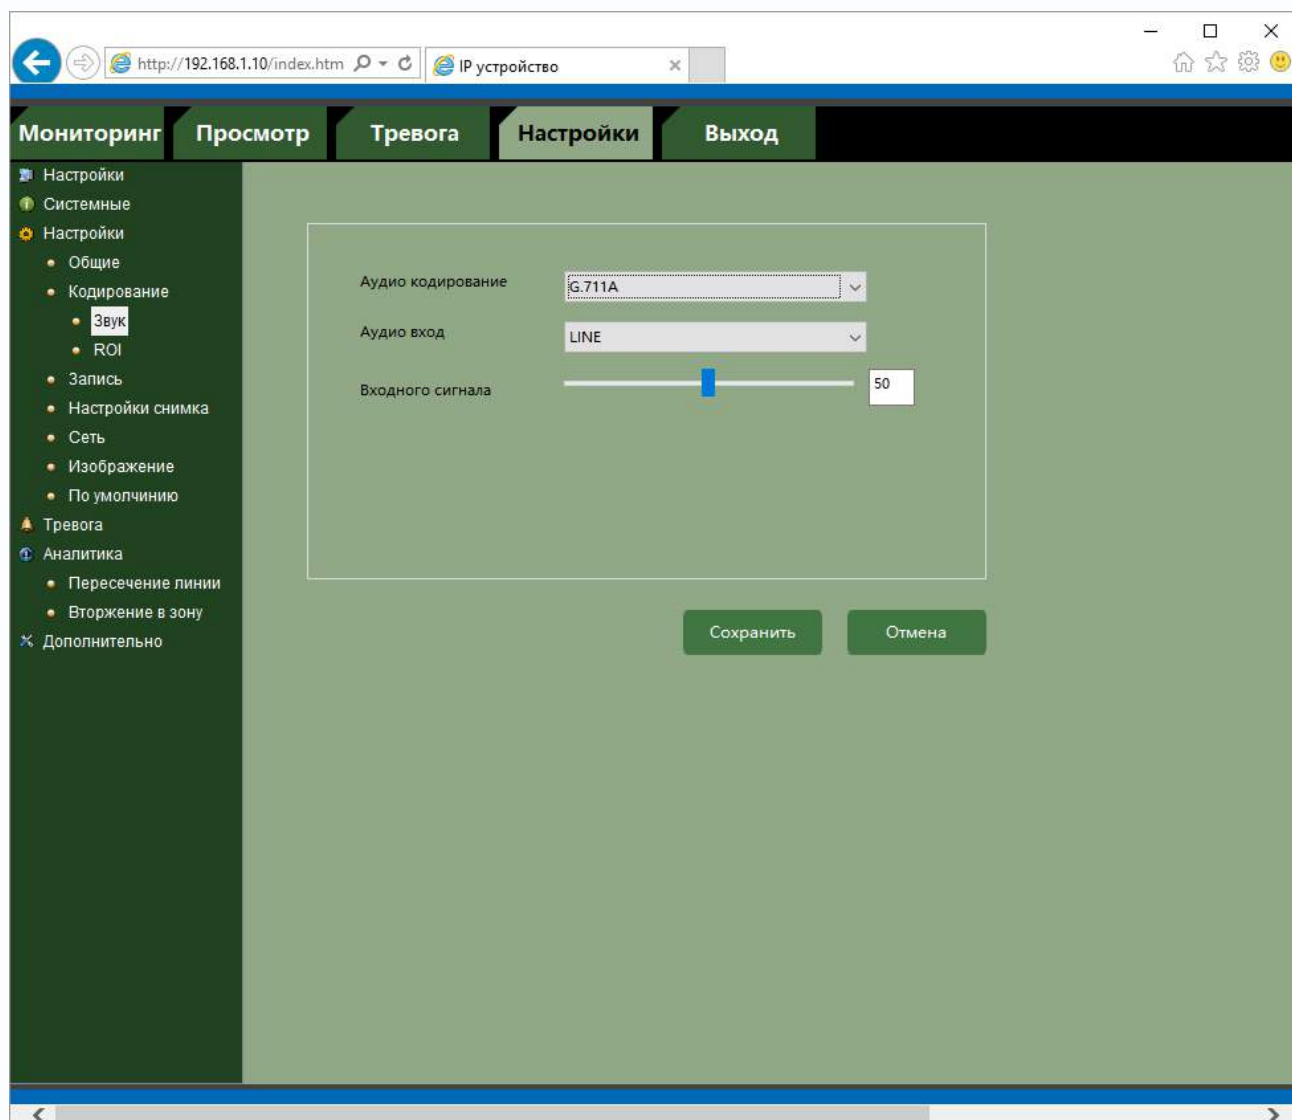 http://192.168.1.10/index.htm IP устройство
Мониторинг Просмотр Тревога Настройки Выход
Настройки
Системные
Настройки
Общие
Кодирование
Звук
ROI
Запись
Настройки снимка
Сеть
Изображение
По умолчинию
Тревога
Аналитика
Пересечение линии
Вторжение в зону
Дополнительно
Аудио кодирование G.711A
Аудио вход LINE
Входного сигнала 50
Сохранить Отмена